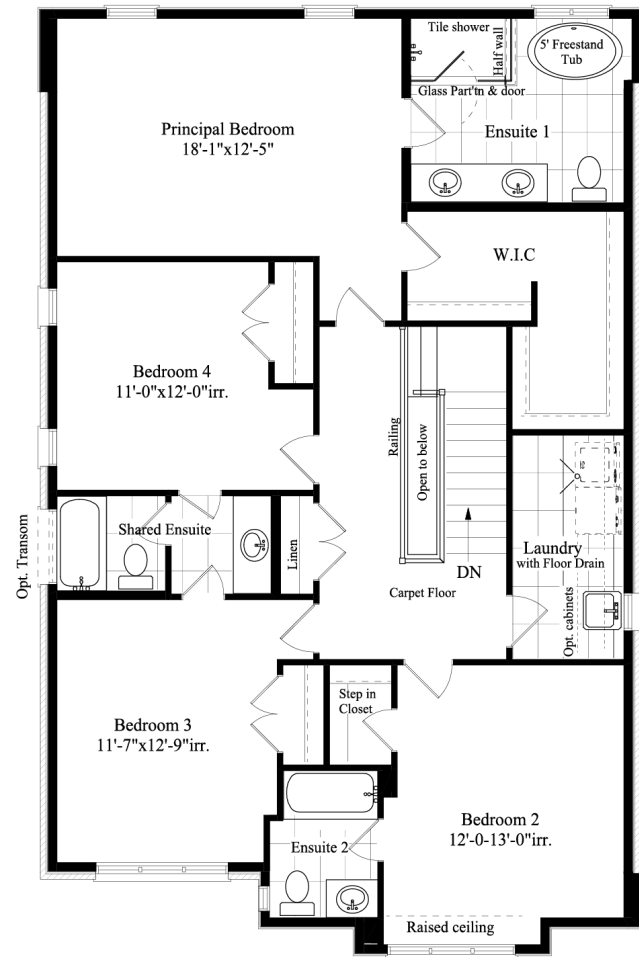 Tile shower
Half wall
5' Freestand
Tub
Glass Part'n & door
Principal Bedroom
18'-1"x12'-5"
Ensuite 1
W.I.C
Bedroom 4
11'-0"x12'-0"irr.
Railing
Open to below
Opt. Transom
Shared Ensuite
Linen
DN
Laundry
with Floor Drain
Carpet Floor
Opt. cabinets
Step in
Closet
Bedroom 3
11'-7"x12'-9"irr.
Bedroom 2
12'-0-13'-0"irr.
Ensuite 2
Raised ceiling